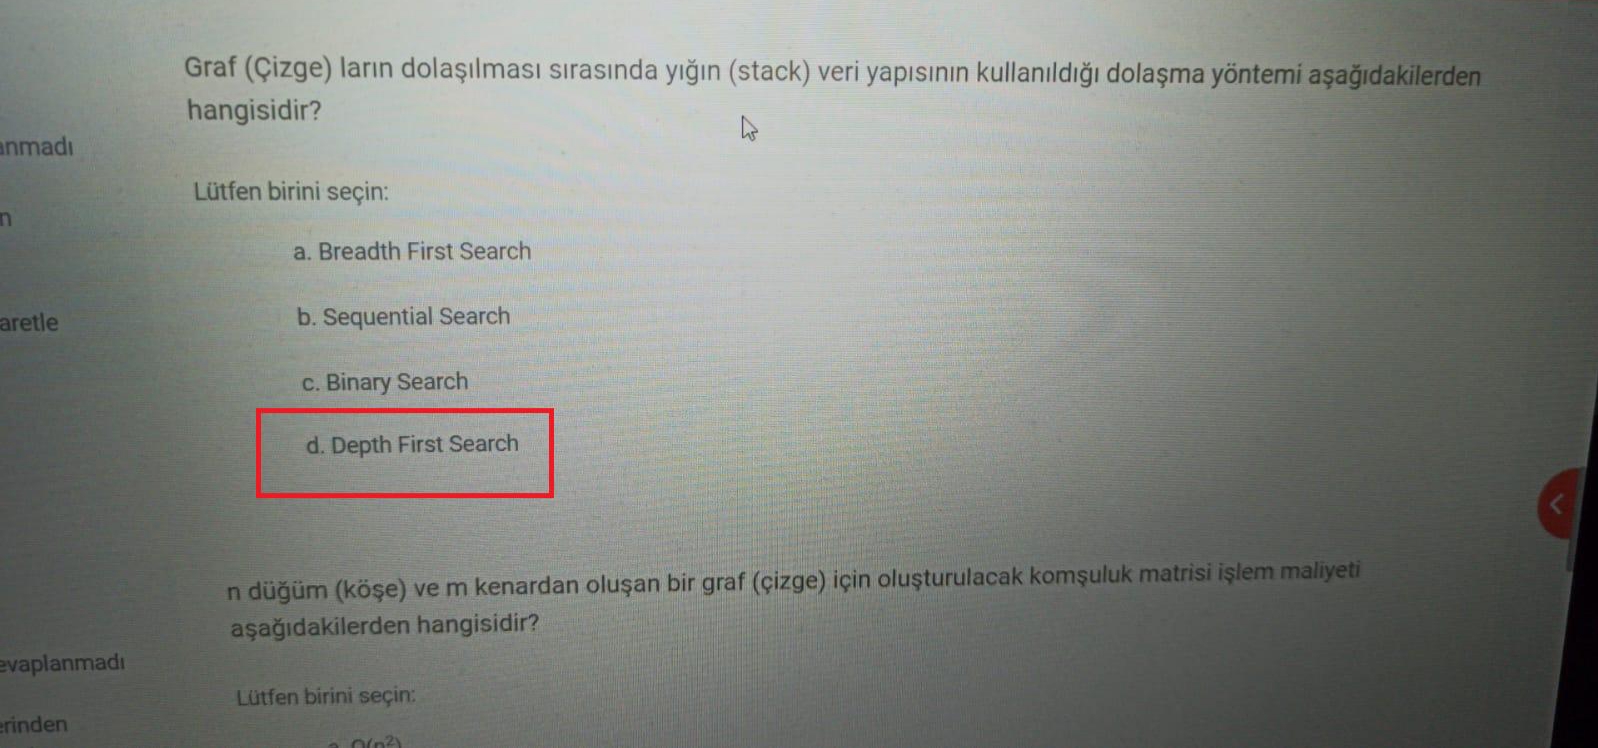 Graf (Çizge) ların dolaşılması sırasında yığın (stack) veri yapısının kullanıldığı dolaşma yöntemi aşağıdakilerden
hangisidir?
Lütfen birini seçin:
a. Breadth First Search
b. Sequential Search
c. Binary Search
d. Depth First Search
n düğüm (köşe) ve m kenardan oluşan bir graf (çizge) için oluşturulacak komşuluk matrisi işlem maliyeti
aşağıdakilerden hangisidir?
Lütfen birini seçin:
anmadı
n
aretle
evaplanmadı
erinden